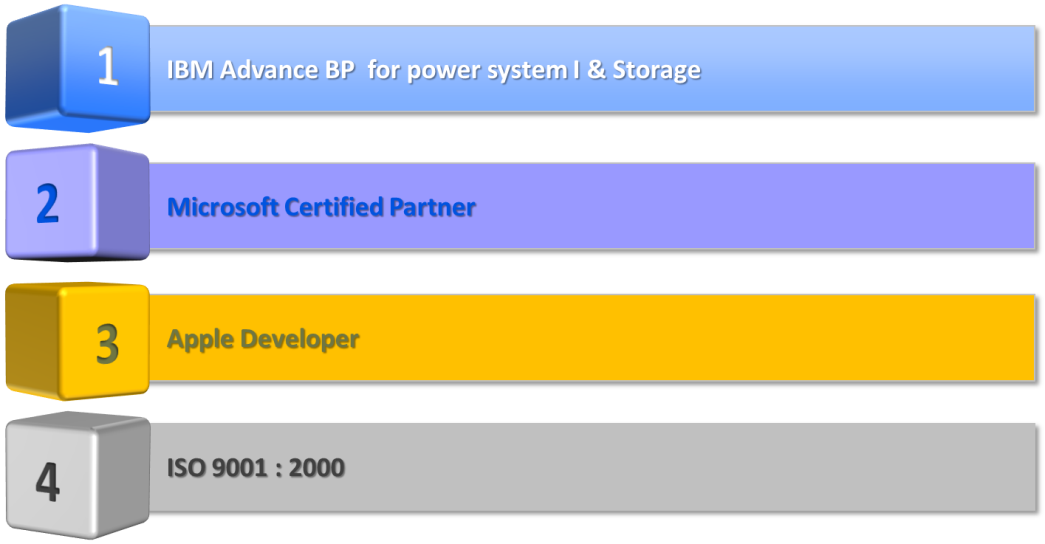 1
IBM Advance BP  for power system I & Storage
2
Microsoft Certified Partner
3
Apple Developer
4
ISO 9001 : 2000